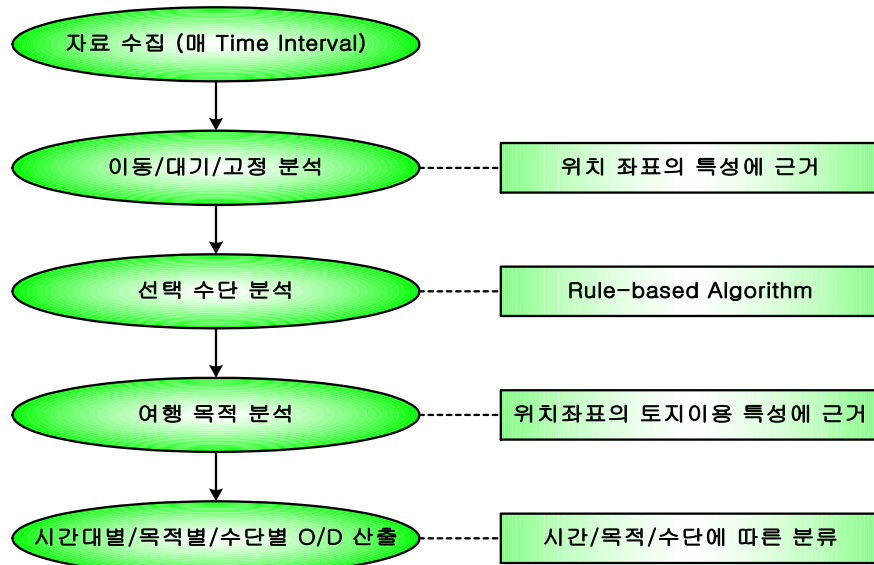 자료 수집 (매 Time Interval)
이동/대기/고정 분석
위치 좌표의 특성에 근거
선택 수단 분석
Rule-based Algorithm
여행 목적 분석
위치좌표의 토지이용 특성에 근거
시간대별/목적별/수단별 O/D 산출
시간/목적/수단에 따른 분류